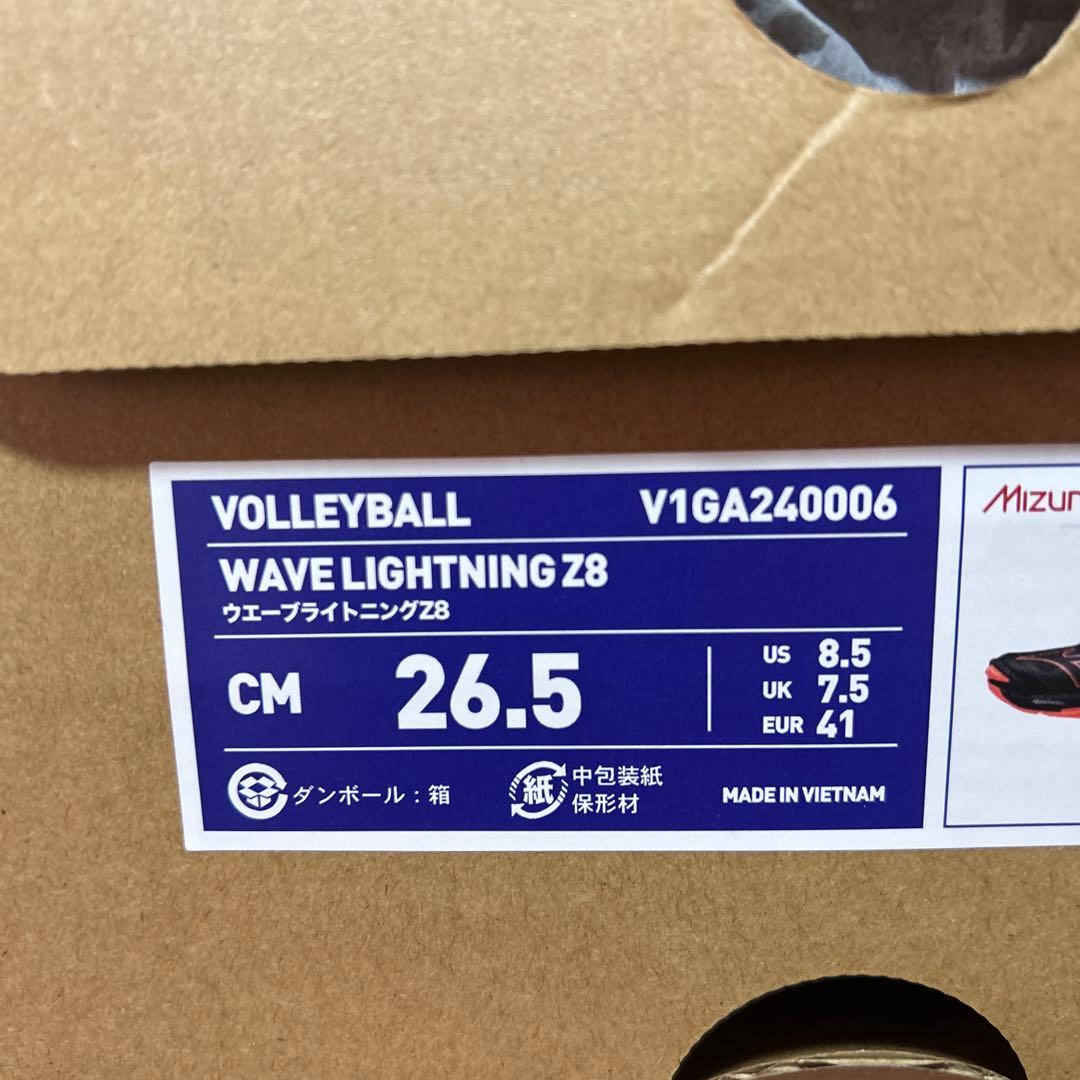 VOLLEYBALL V1GA240006
WAVE LIGHTNING Z8
ウエーブライトニングZ8
CM 26.5
US 8.5
UK 7.5
EUR 41
ダンボール：箱
紙 中包装紙
保形材
MADE IN VIETNAM
Mizun